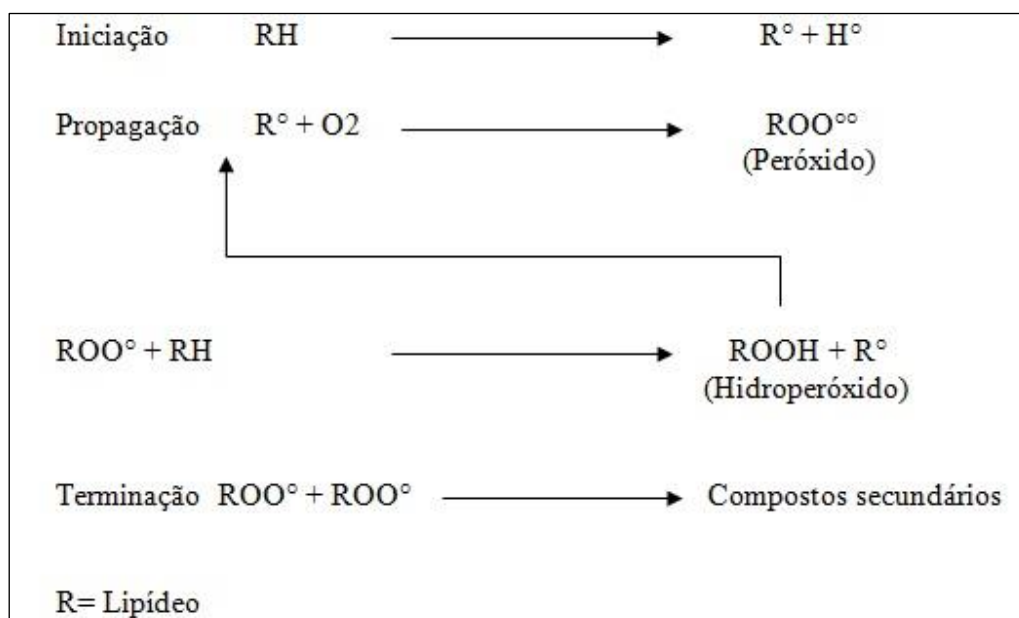 Iniciação RH R° + H°
Propagação R° + O2 ROO°°
(Peróxido)
ROO° + RH ROOH + R°
(Hidroperóxido)
Terminação ROO° + ROO° Compostos secundários
R= Lipídeo